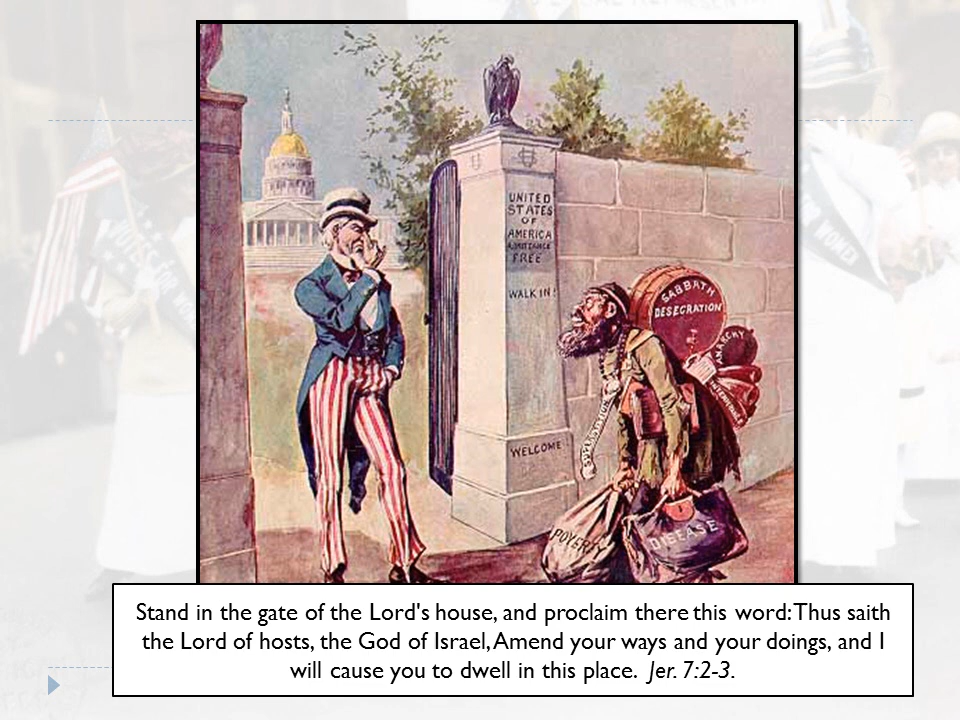 UNITED
STATES
OF
AMERICA
ADMITTANCE
FREE
WALK IN!
WELCOME
SABBATH
DESECRATION
ANARCHY
SUPERSTITION
POVERTY
DISEASE
Stand in the gate of the Lord's house, and proclaim there this word: Thus saith
the Lord of hosts, the God of Israel, Amend your ways and your doings, and I
will cause you to dwell in this place. Jer. 7:2-3.